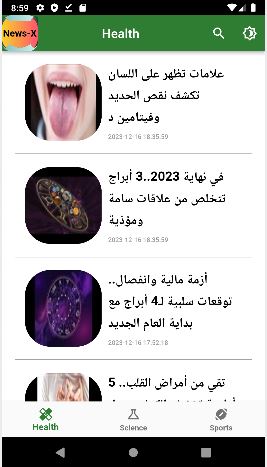 8:59
News-X
Health
علامات تظهر على اللسان
تكشف نقص الحديد
وفيتامين د
2023-12-16 18:35:59
في نهاية 2023..3 أبراج
تتخلص من علاقات سامة
ومؤذية
2023-12-16 18:35:59
أزمة مالية وانفصال..
توقعات سلبية لـ4 أبراج مع
بداية العام الجديد
2023-12-16 17:52:18
تقي من أمراض القلب.. 5
Health
Science
Sports